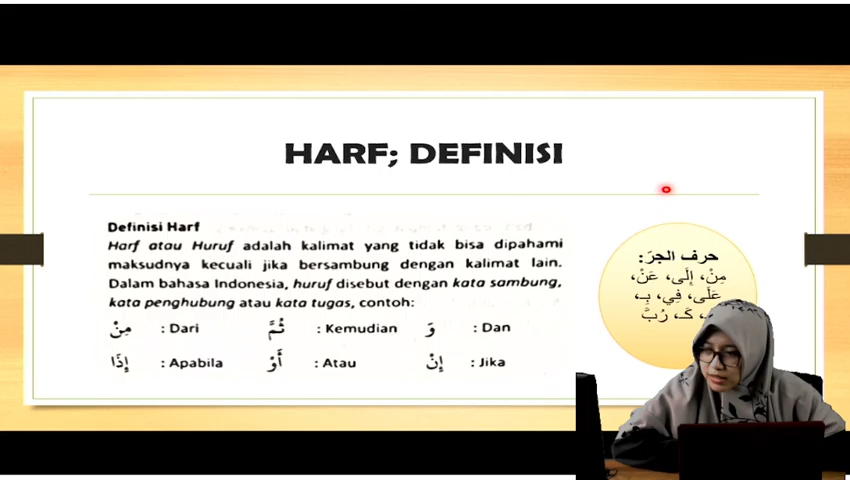 HARF; DEFINISI
Definisi Harf
Harf atau Huruf adalah kalimat yang tidak bisa dipahami
maksudnya kecuali jika bersambung dengan kalimat lain.
Dalam bahasa Indonesia, huruf disebut dengan kata sambung,
kata penghubung atau kata tugas, contoh:
مِنْ : Dari ثُمَّ : Kemudian وَ : Dan
إِذَا : Apabila أَوْ : Atau إِنْ : Jika
حرف الجرّ:
مِنْ، إِلَى، عَنْ،
عَلَى، فِي، بِـ،
كَـ، رُبَّ